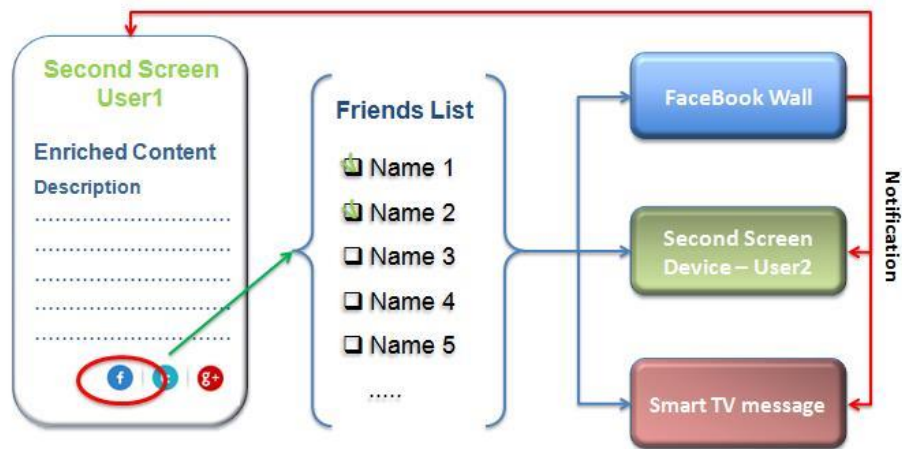 Second Screen
User1
Enriched Content
Description
................................
................................
................................
................................
f
g+
Friends List
Name 1
Name 2
Name 3
Name 4
Name 5
.....
FaceBook Wall
Second Screen
Device – User2
Smart TV message
Notification